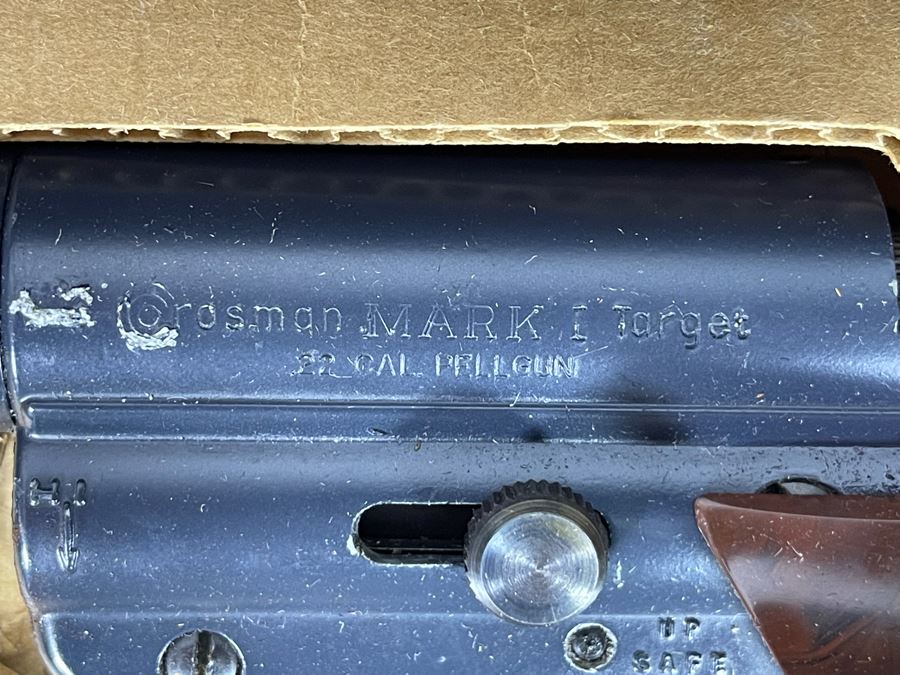 Crosman MARK I Target
.22 CAL PELLGUN
HI
UP
SAFE